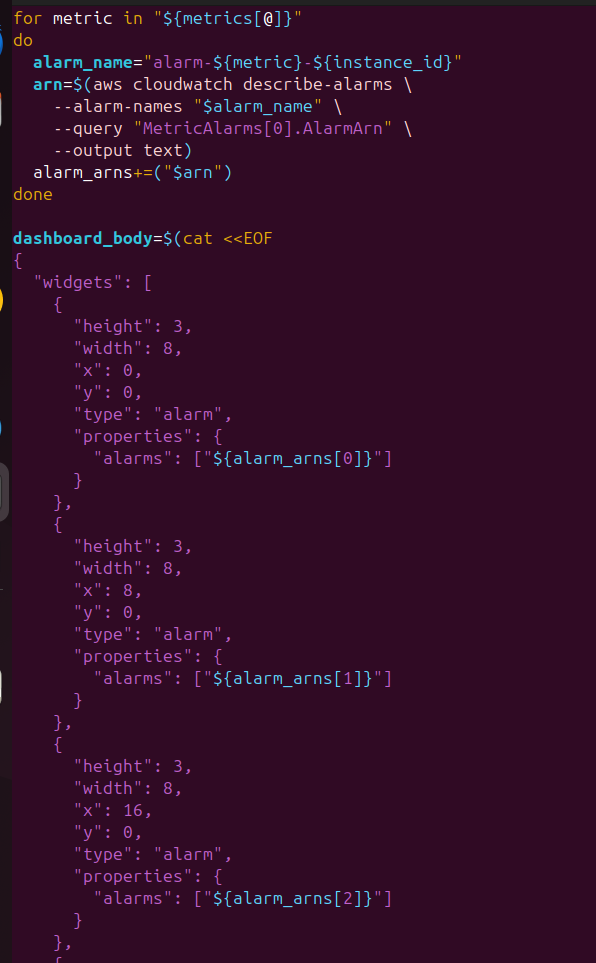 for metric in "${metrics[@]}"
do
  alarm_name="alarm-${metric}-${instance_id}"
  arn=$(aws cloudwatch describe-alarms \
    --alarm-names "$alarm_name" \
    --query "MetricAlarms[0].AlarmArn" \
    --output text)
  alarm_arns+=("$arn")
done

dashboard_body=$(cat <<EOF
{
  "widgets": [
    {
      "height": 3,
      "width": 8,
      "x": 0,
      "y": 0,
      "type": "alarm",
      "properties": {
        "alarms": ["${alarm_arns[0]}"]
      }
    },
    {
      "height": 3,
      "width": 8,
      "x": 8,
      "y": 0,
      "type": "alarm",
      "properties": {
        "alarms": ["${alarm_arns[1]}"]
      }
    },
    {
      "height": 3,
      "width": 8,
      "x": 16,
      "y": 0,
      "type": "alarm",
      "properties": {
        "alarms": ["${alarm_arns[2]}"]
      }
    },
    {